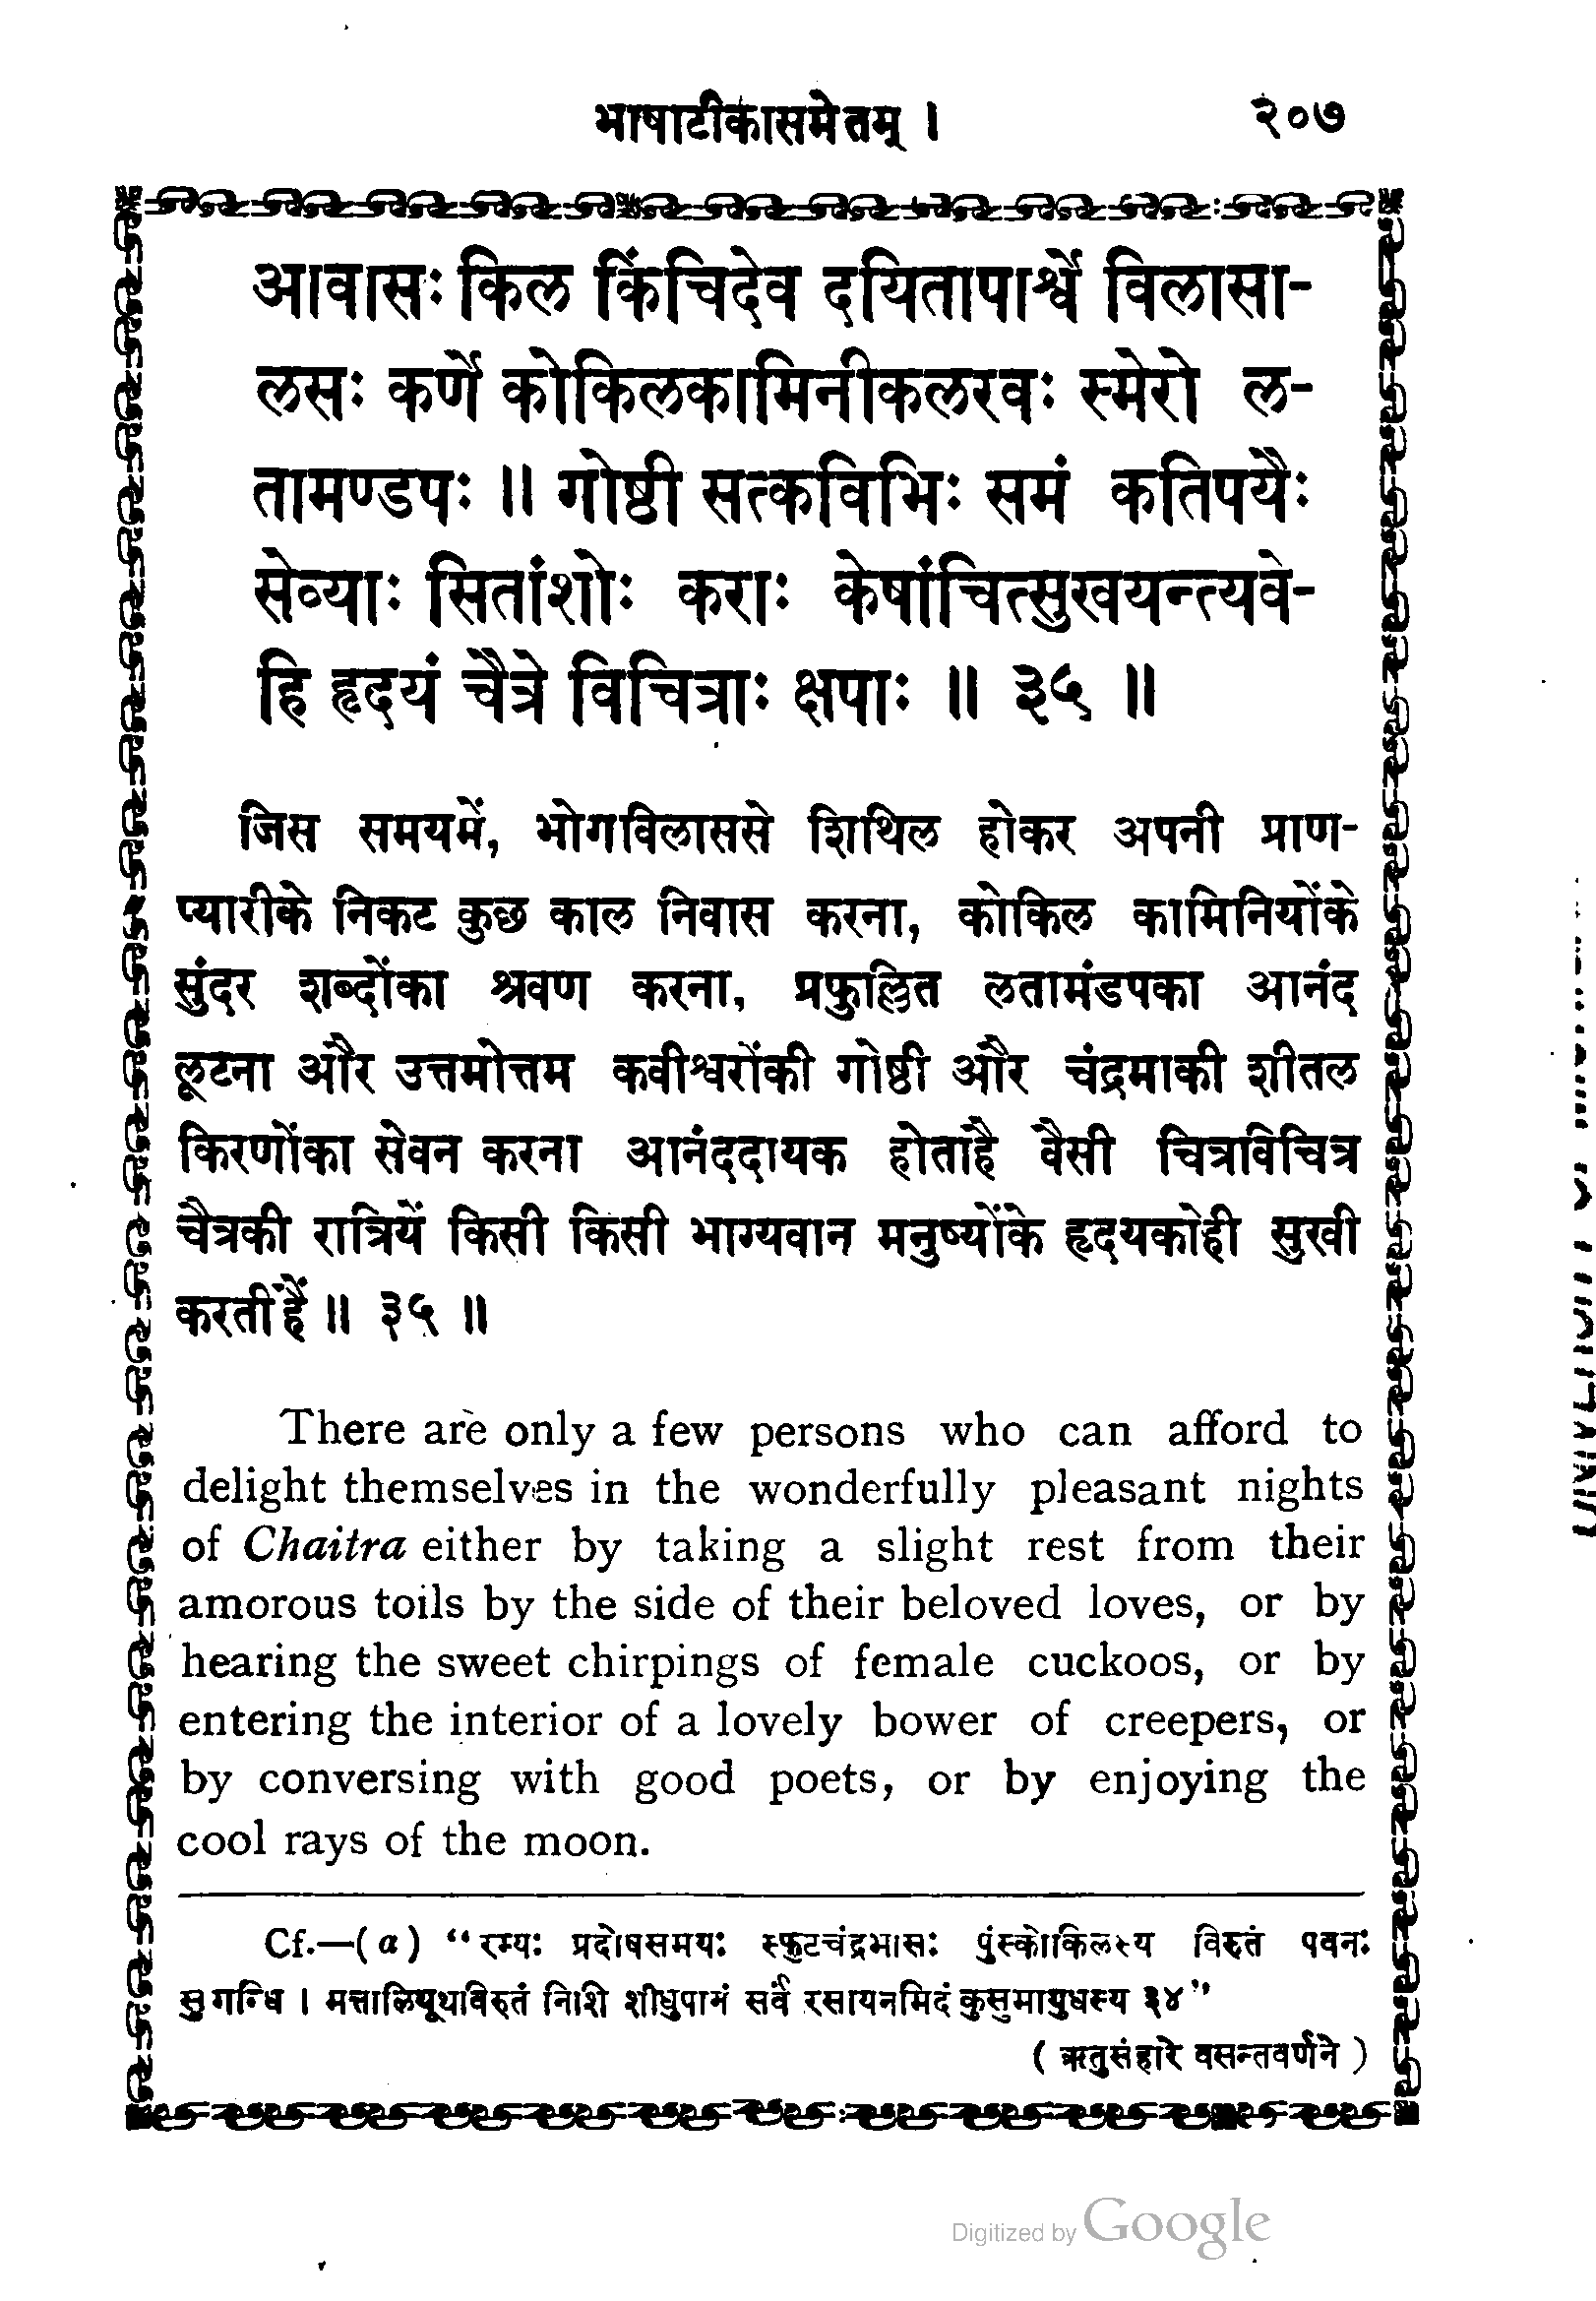 भाषाटीकासमेतम् । २०७
आवासः किल किंचिदेव दयितापार्श्वे विलासा-
लसः कर्णे कोकिलकामिनीकलरवः स्मेरो ल-
तामण्डपः ॥ गोष्ठी सत्कविभिः समं कतिपयैः
सेव्याः सितांशोः कराः केषांचित्सुखयन्त्यवे-
हि हृदयं चैत्रे विचित्राः क्षपाः ॥ ३५ ॥
जिस समयमें, भोगविलाससे शिथिल होकर अपनी प्राण-
प्यारीके निकट कुछ काल निवास करना, कोकिल कामिनियोंके
सुंदर शब्दोंका श्रवण करना, प्रफुल्लित लतामंडपका आनंद
लूटना और उत्तमोत्तम कवीश्वरोंकी गोष्ठी और चंद्रमाकी शीतल
किरणोंका सेवन करना आनंददायक होताहै वैसी चित्रविचित्र
चैत्रकी रात्रियें किसी किसी भाग्यवान मनुष्योंके हृदयकोही सुखी
करतीहैं ॥ ३५ ॥
There are only a few persons who can afford to
delight themselves in the wonderfully pleasant nights
of Chaitra either by taking a slight rest from their
amorous toils by the side of their beloved loves, or by
hearing the sweet chirpings of female cuckoos, or by
entering the interior of a lovely bower of creepers, or
by conversing with good poets, or by enjoying the
cool rays of the moon.
Cf.—(a) “रम्यः प्रदोषसमयः स्फुटचंद्रभासः पुंस्कोकिलस्य विरुतं पवनः
सुगन्धि । मत्तालियूथविरुतं निशि शीधुपानं सर्वं रसायनमिदं कुसुमायुधस्य ३४”
( ऋतुसंहारे वसन्तवर्णने )
Digitized by Google